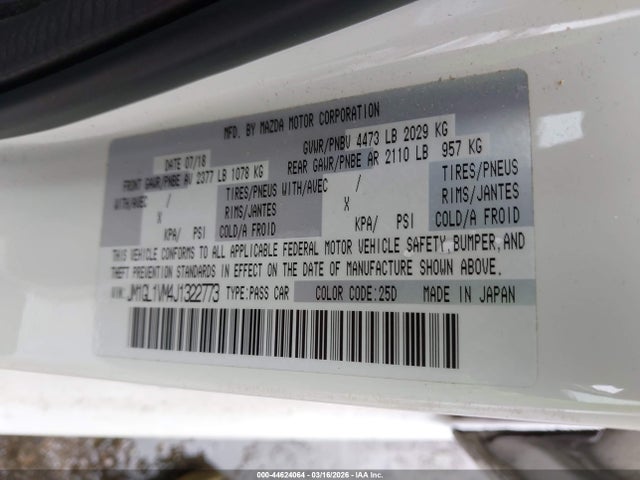 MFD. BY MAZDA MOTOR CORPORATION
DATE 07/18 GVWR/PNBV 4473 LB 2029 KG
FRONT GAWR/PNBE AV 2377 LB 1078 KG REAR GAWR/PNBE AR 2110 LB 957 KG
WITH/AVEC / TIRES/PNEUS WITH/AVEC / TIRES/PNEUS
X RIMS/JANTES X RIMS/JANTES
KPA/ PSI COLD/A FROID KPA/ PSI COLD/A FROID
THIS VEHICLE CONFORMS TO ALL APPLICABLE FEDERAL MOTOR VEHICLE SAFETY, BUMPER, AND
THEFT PREVENTION STANDARDS IN EFFECT ON THE DATE OF MANUFACTURE SHOWN ABOVE.
VIN: JM1GL1VM4J1322773 TYPE:PASS CAR COLOR CODE:25D MADE IN JAPAN
000-44624064 - 03/16/2026 - IAA Inc.